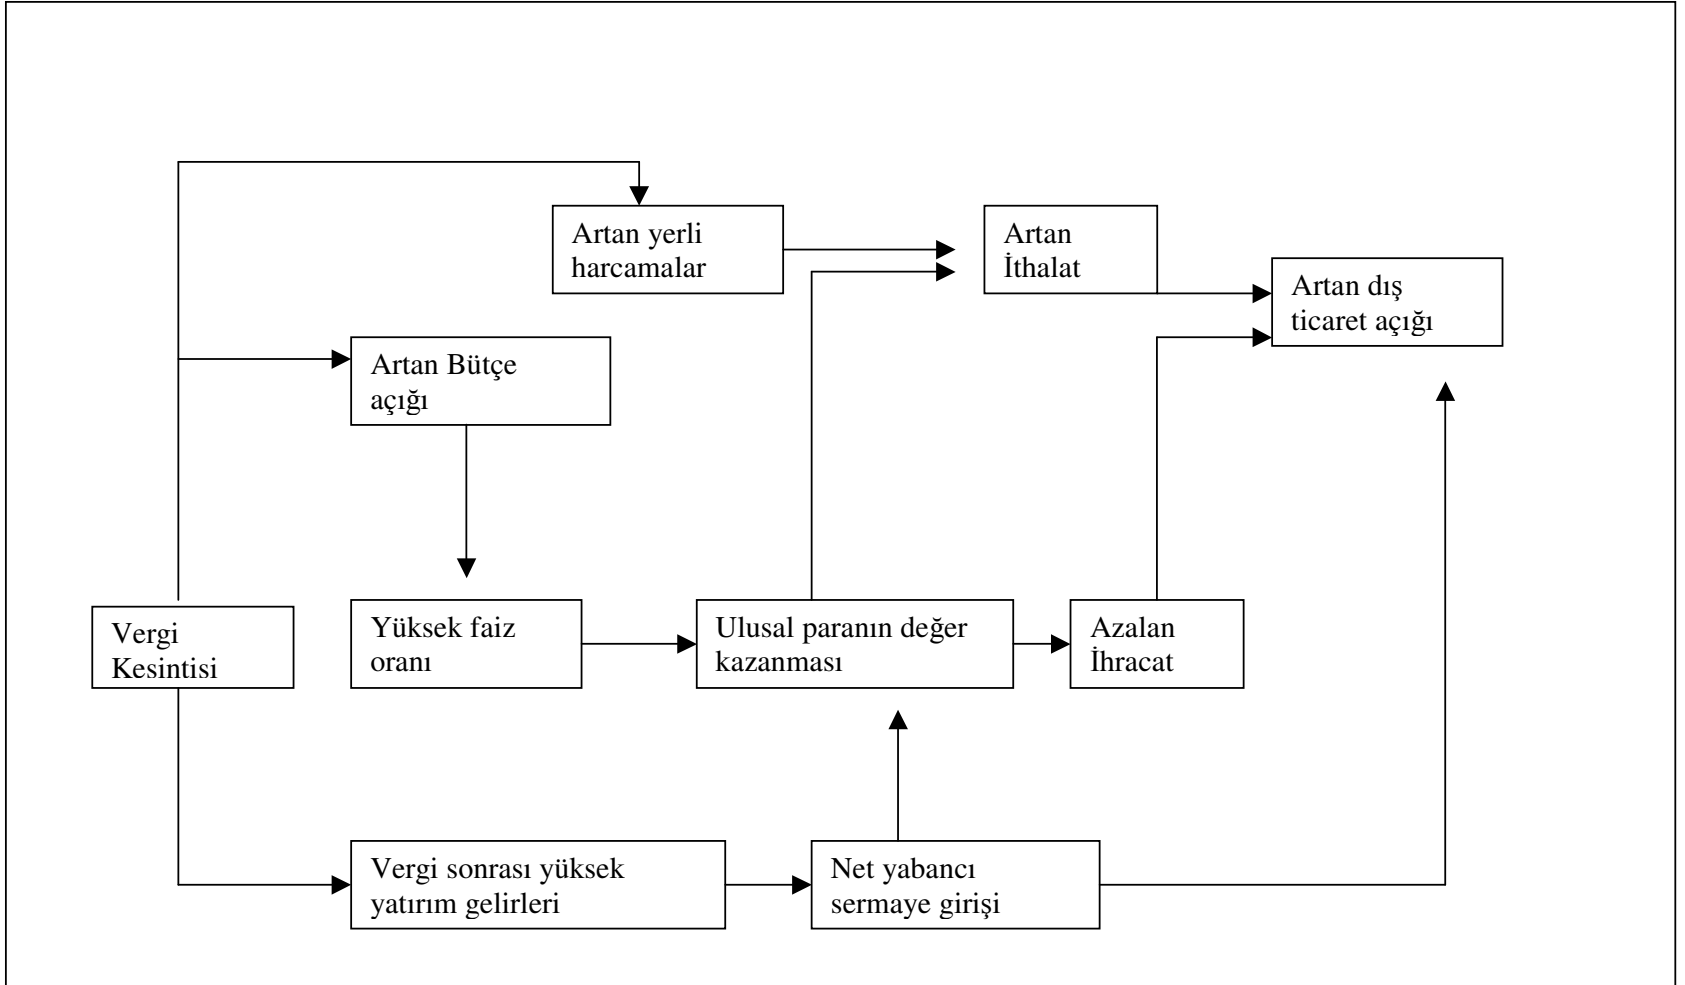 Artan yerli
harcamalar
Artan
İthalat
Artan dış
ticaret açığı
Artan Bütçe
açığı
Vergi
Kesintisi
Yüksek faiz
oranı
Ulusal paranın değer
kazanması
Azalan
İhracat
Vergi sonrası yüksek
yatırım gelirleri
Net yabancı
sermaye girişi